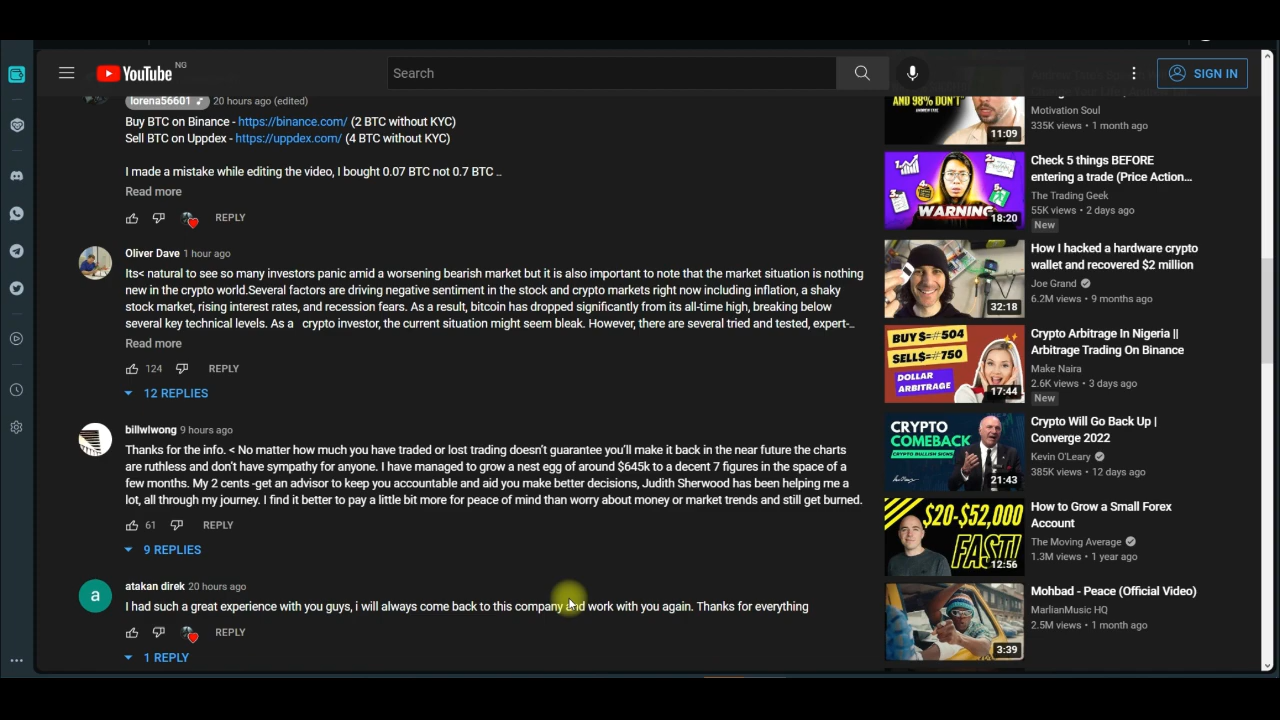 YouTube NG
Search
SIGN IN
lorena56601 20 hours ago (edited)
Buy BTC on Binance - https://binance.com/ (2 BTC without KYC)
Sell BTC on Uppdex - https://uppdex.com/ (4 BTC without KYC)
I made a mistake while editing the video, I bought 0.07 BTC not 0.7 BTC ..
Read more
REPLY
Oliver Dave 1 hour ago
Its< natural to see so many investors panic amid a worsening bearish market but it is also important to note that the market situation is nothing
new in the crypto world.Several factors are driving negative sentiment in the stock and crypto markets right now including inflation, a shaky
stock market, rising interest rates, and recession fears. As a result, bitcoin has dropped significantly from its all-time high, breaking below
several key technical levels. As a crypto investor, the current situation might seem bleak. However, there are several tried and tested, expert-..
Read more
124 REPLY
12 REPLIES
billwlwong 9 hours ago
Thanks for the info. < No matter how much you have traded or lost trading doesn't guarantee you'll make it back in the near future the charts
are ruthless and don't have sympathy for anyone. I have managed to grow a nest egg of around $645k to a decent 7 figures in the space of a
few months. My 2 cents -get an advisor to keep you accountable and aid you make better decisions, Judith Sherwood has been helping me a
lot, all through my journey. I find it better to pay a little bit more for peace of mind than worry about money or market trends and still get burned.
61 REPLY
9 REPLIES
a
atakan direk 20 hours ago
I had such a great experience with you guys, i will always come back to this company and work with you again. Thanks for everything
REPLY
1 REPLY
AND 98% DON'T"
11:09
Motivation Soul
335K views • 1 month ago
WARNING
18:20
Check 5 things BEFORE
entering a trade (Price Action...
The Trading Geek
55K views • 2 days ago
New
32:18
How I hacked a hardware crypto
wallet and recovered $2 million
Joe Grand
6.2M views • 9 months ago
BUY $=#504
SELL$=#750
DOLLAR
ARBITRAGE
17:44
Crypto Arbitrage In Nigeria ||
Arbitrage Trading On Binance
Make Naira
2.6K views • 3 days ago
New
CRYPTO
COMEBACK
CRYPTO BULLISH SIGNS
21:43
Crypto Will Go Back Up |
Converge 2022
Kevin O'Leary
385K views • 12 days ago
$20-$52,000
FAST!
12:56
How to Grow a Small Forex
Account
The Moving Average
1.3M views • 1 year ago
3:39
Mohbad - Peace (Official Video)
MarlianMusic HQ
2.5M views • 1 month ago